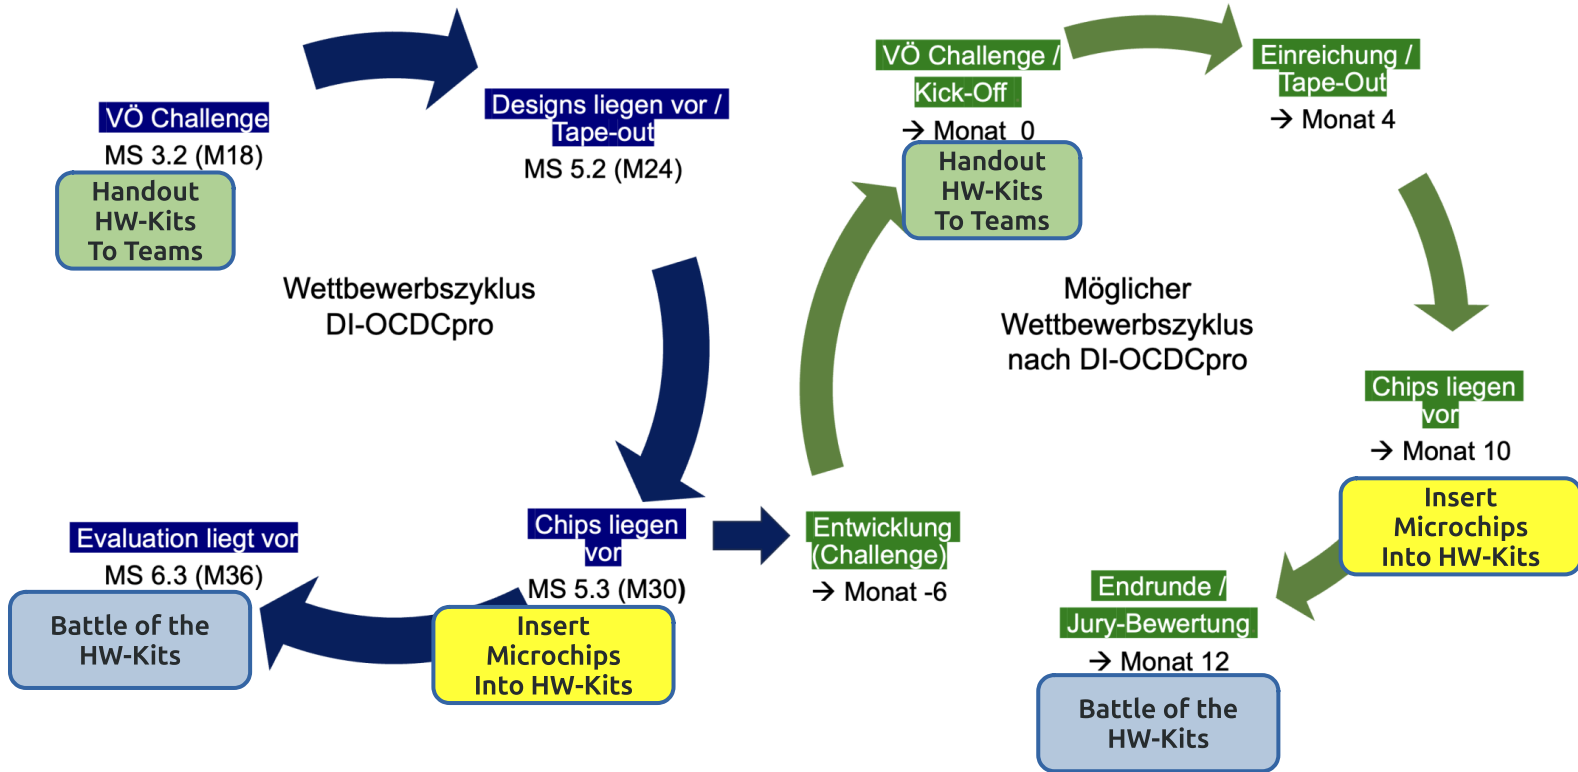 VÖ Challenge
MS 3.2 (M18)
Handout
HW-Kits
To Teams
Designs liegen vor /
Tape-out
MS 5.2 (M24)
Wettbewerbszyklus
DI-OCDCpro
Chips liegen
vor
MS 5.3 (M30)
Insert
Microchips
Into HW-Kits
Evaluation liegt vor
MS 6.3 (M36)
Battle of the
HW-Kits
Entwicklung
(Challenge)
→ Monat -6
VÖ Challenge /
Kick-Off
→ Monat 0
Handout
HW-Kits
To Teams
Einreichung /
Tape-Out
→ Monat 4
Möglicher
Wettbewerbszyklus
nach DI-OCDCpro
Chips liegen
vor
→ Monat 10
Insert
Microchips
Into HW-Kits
Endrunde /
Jury-Bewertung
→ Monat 12
Battle of the
HW-Kits